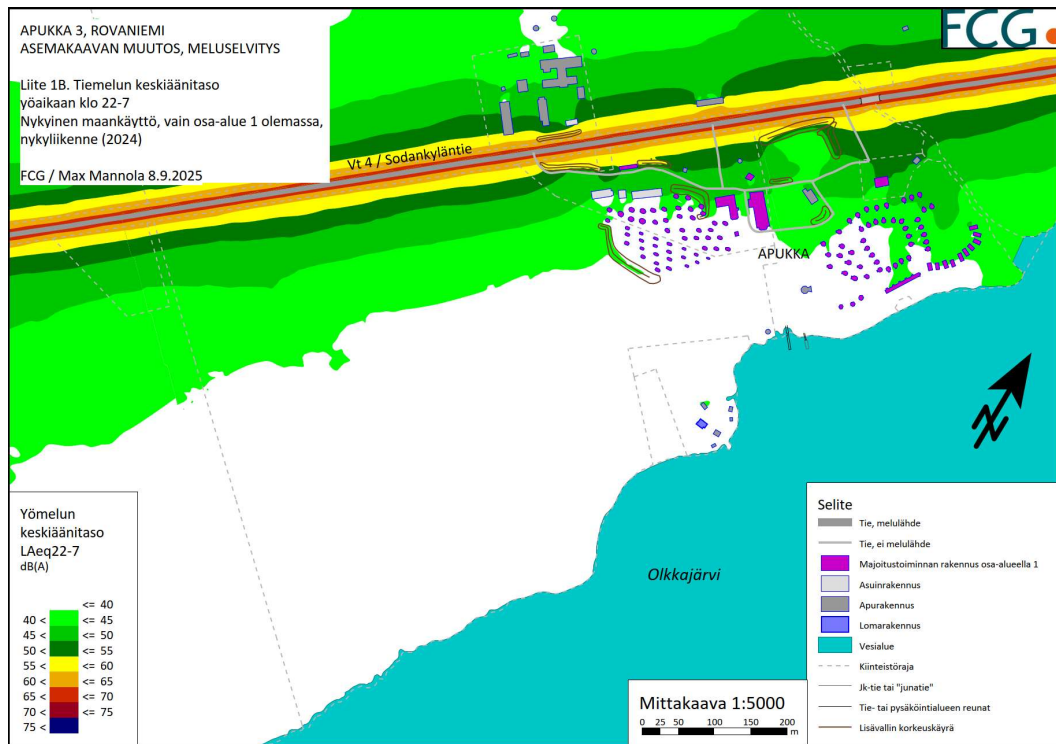 APUKKA 3, ROVANIEMI
ASEMAKAAVAN MUUTOS, MELUSELVITYS
Liite 1B. Tiemelun keskiäänitaso
yöaikaan klo 22-7
Nykyinen maankäyttö, vain osa-alue 1 olemassa,
nykyliikenne (2024)
FCG / Max Mannola 8.9.2025
FCG
Vt 4 / Sodankyläntie
APUKKA
Olkkajärvi
Yömelun
keskiäänitaso
LAeq22-7
dB(A)
<= 40
40 < <= 45
45 < <= 50
50 < <= 55
55 < <= 60
60 < <= 65
65 < <= 70
70 < <= 75
75 <
Mittakaava 1:5000
0 25 50 100 150 200
m
Selite
Tie, melulähde
Tie, ei melulähde
Majoitustoiminnan rakennus osa-alueella 1
Asuinrakennus
Apurakennus
Lomarakennus
Vesialue
Kiinteistöraja
Jk-tie tai "junatie"
Tie- tai pysäköintialueen reunat
Lisävallin korkeuskäyrä